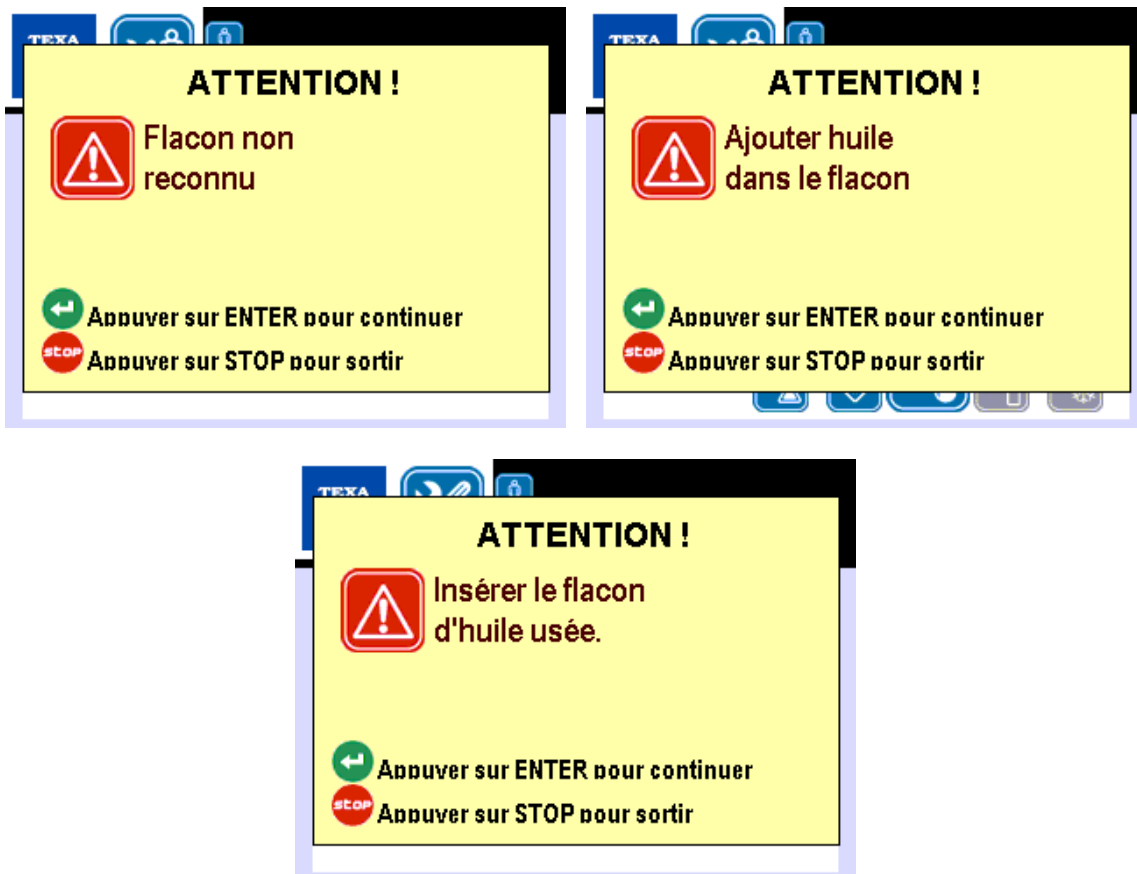 TEXA
ATTENTION !
Flacon non
reconnu
Appuyer sur ENTER pour continuer
stop Appuyer sur STOP pour sortir
TEXA
ATTENTION !
Ajouter huile
dans le flacon
Appuyer sur ENTER pour continuer
stop Appuyer sur STOP pour sortir
TEXA
ATTENTION !
Insérer le flacon
d'huile usée.
Appuyer sur ENTER pour continuer
stop Appuyer sur STOP pour sortir